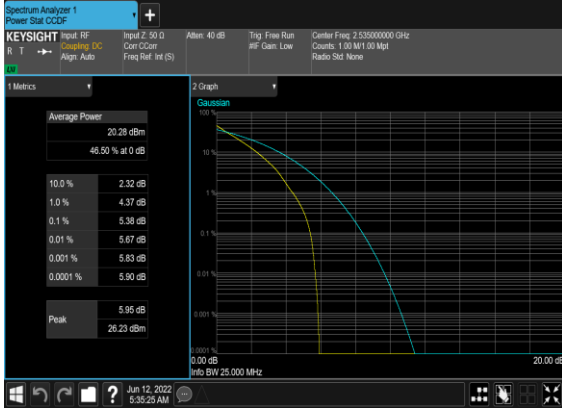 Spectrum Analyzer 1
Power Stat CCDF
KEYSIGHT
R T
Input: RF
Coupling: DC
Align: Auto
Input Z: 50 Ω
Corr CCorr
Freq Ref: Int (S)
Atten: 40 dB
Trig: Free Run
#IF Gain: Low
Center Freq: 2.535000000 GHz
Counts: 1.00 M/1.00 Mpt
Radio Std: None
1 Metrics
Average Power
20.28 dBm
46.50 % at 0 dB
10.0 % 2.32 dB
1.0 % 4.37 dB
0.1 % 5.38 dB
0.01 % 5.67 dB
0.001 % 5.83 dB
0.0001 % 5.90 dB
Peak
5.95 dB
26.23 dBm
2 Graph
Gaussian
100 %
10 %
1 %
0.1 %
0.01 %
0.001 %
0.0001 %
0.00 dB
20.00 dB
Info BW 25.000 MHz
Jun 12, 2022
5:35:25 AM